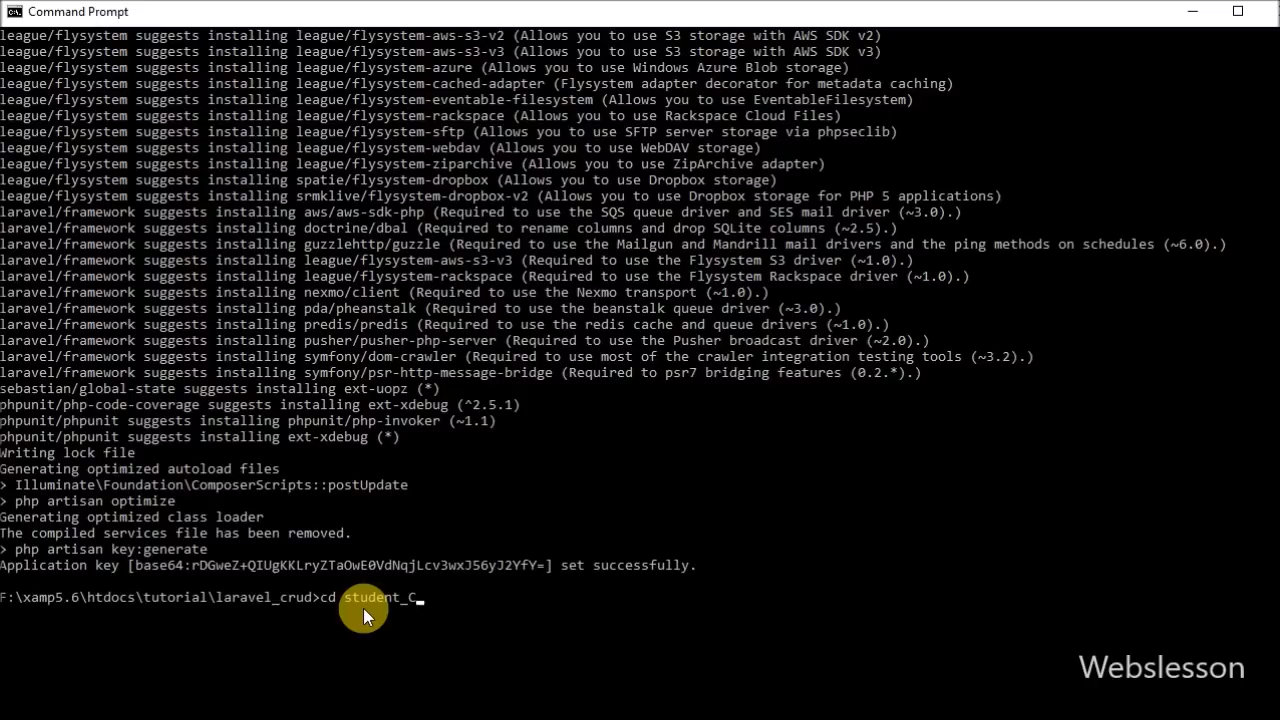 Command Prompt
league/flysystem suggests installing league/flysystem-aws-s3-v2 (Allows you to use S3 storage with AWS SDK v2)
league/flysystem suggests installing league/flysystem-aws-s3-v3 (Allows you to use S3 storage with AWS SDK v3)
league/flysystem suggests installing league/flysystem-azure (Allows you to use Windows Azure Blob storage)
league/flysystem suggests installing league/flysystem-cached-adapter (Flysystem adapter decorator for metadata caching)
league/flysystem suggests installing league/flysystem-eventable-filesystem (Allows you to use EventableFilesystem)
league/flysystem suggests installing league/flysystem-rackspace (Allows you to use Rackspace Cloud Files)
league/flysystem suggests installing league/flysystem-sftp (Allows you to use SFTP server storage via phpseclib)
league/flysystem suggests installing league/flysystem-webdav (Allows you to use WebDAV storage)
league/flysystem suggests installing league/flysystem-ziparchive (Allows you to use ZipArchive adapter)
league/flysystem suggests installing spatie/flysystem-dropbox (Allows you to use Dropbox storage)
league/flysystem suggests installing srmklive/flysystem-dropbox-v2 (Allows you to use Dropbox storage for PHP 5 applications)
laravel/framework suggests installing aws/aws-sdk-php (Required to use the SQS queue driver and SES mail driver (~3.0).)
laravel/framework suggests installing doctrine/dbal (Required to rename columns and drop SQLite columns (~2.5).)
laravel/framework suggests installing guzzlehttp/guzzle (Required to use the Mailgun and Mandrill mail drivers and the ping methods on schedules (~6.0).)
laravel/framework suggests installing league/flysystem-aws-s3-v3 (Required to use the Flysystem S3 driver (~1.0).)
laravel/framework suggests installing league/flysystem-rackspace (Required to use the Flysystem Rackspace driver (~1.0).)
laravel/framework suggests installing nexmo/client (Required to use the Nexmo transport (~1.0).)
laravel/framework suggests installing pda/pheanstalk (Required to use the beanstalk queue driver (~3.0).)
laravel/framework suggests installing predis/predis (Required to use the redis cache and queue drivers (~1.0).)
laravel/framework suggests installing pusher/pusher-php-server (Required to use the Pusher broadcast driver (~2.0).)
laravel/framework suggests installing symfony/dom-crawler (Required to use most of the crawler integration testing tools (~3.2).)
laravel/framework suggests installing symfony/psr-http-message-bridge (Required to psr7 bridging features (0.2.*).)
sebastian/global-state suggests installing ext-uopz (*)
phpunit/php-code-coverage suggests installing ext-xdebug (^2.5.1)
phpunit/phpunit suggests installing phpunit/php-invoker (~1.1)
phpunit/phpunit suggests installing ext-xdebug (*)
Writing lock file
Generating optimized autoload files
> Illuminate\Foundation\ComposerScripts::postUpdate
> php artisan optimize
Generating optimized class loader
The compiled services file has been removed.
> php artisan key:generate
Application key [base64:rDGweZ+QIUgKKLryZTaOwE0VdNqjLcv3wxJ56yJ2YfY=] set successfully.
F:\xamp5.6\htdocs\tutorial\laravel_crud>cd student_C_
Webslesson